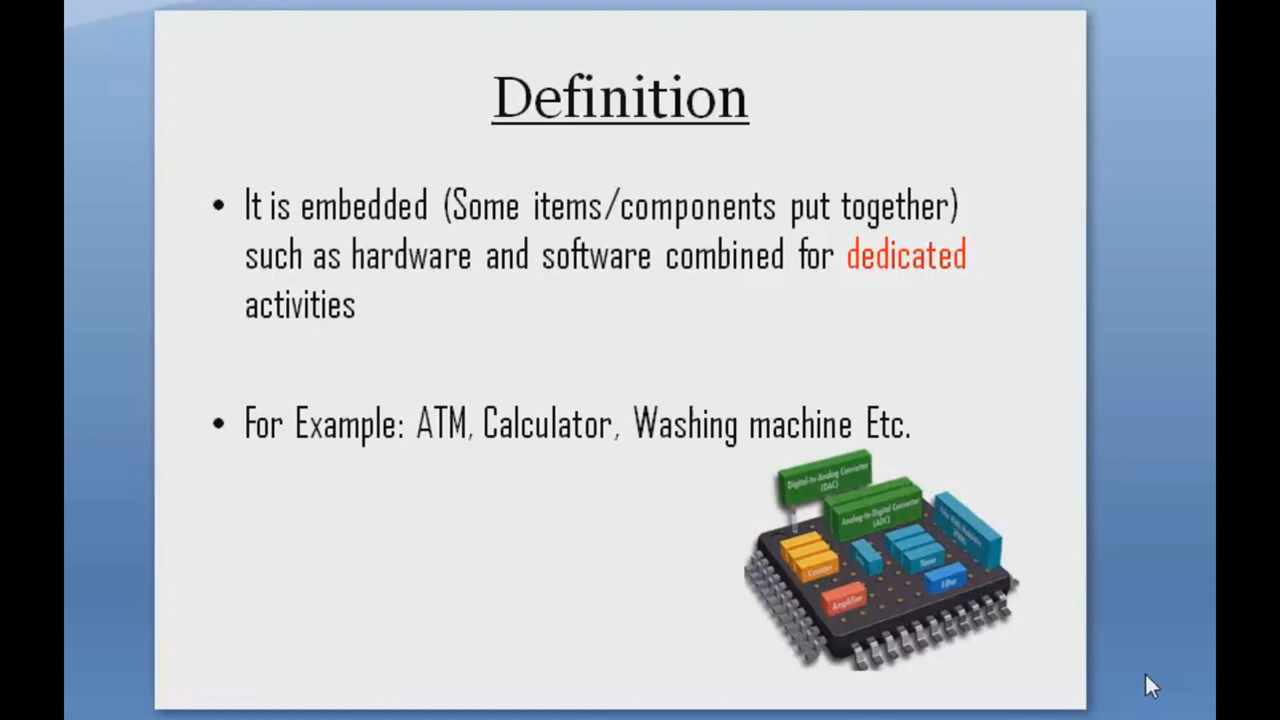 Definition
• It is embedded (Some items/components put together)
such as hardware and software combined for dedicated
activities
• For Example: ATM, Calculator, Washing machine Etc.
Digital-to-Analog Converter
(DAC)
Analog-to-Digital Converter
(ADC)
Counter
Timer
Filter
Amplifier